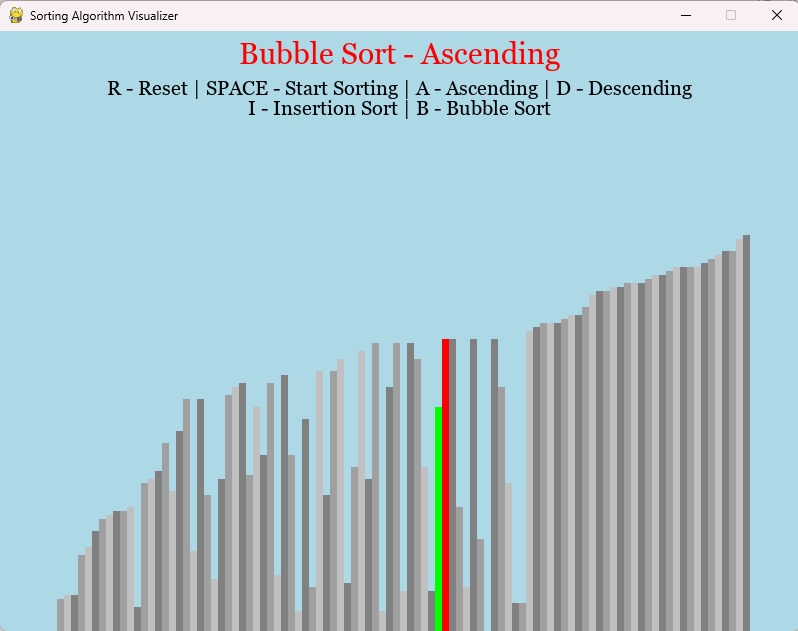 Sorting Algorithm Visualizer
Bubble Sort - Ascending
R - Reset | SPACE - Start Sorting | A - Ascending | D - Descending
I - Insertion Sort | B - Bubble Sort